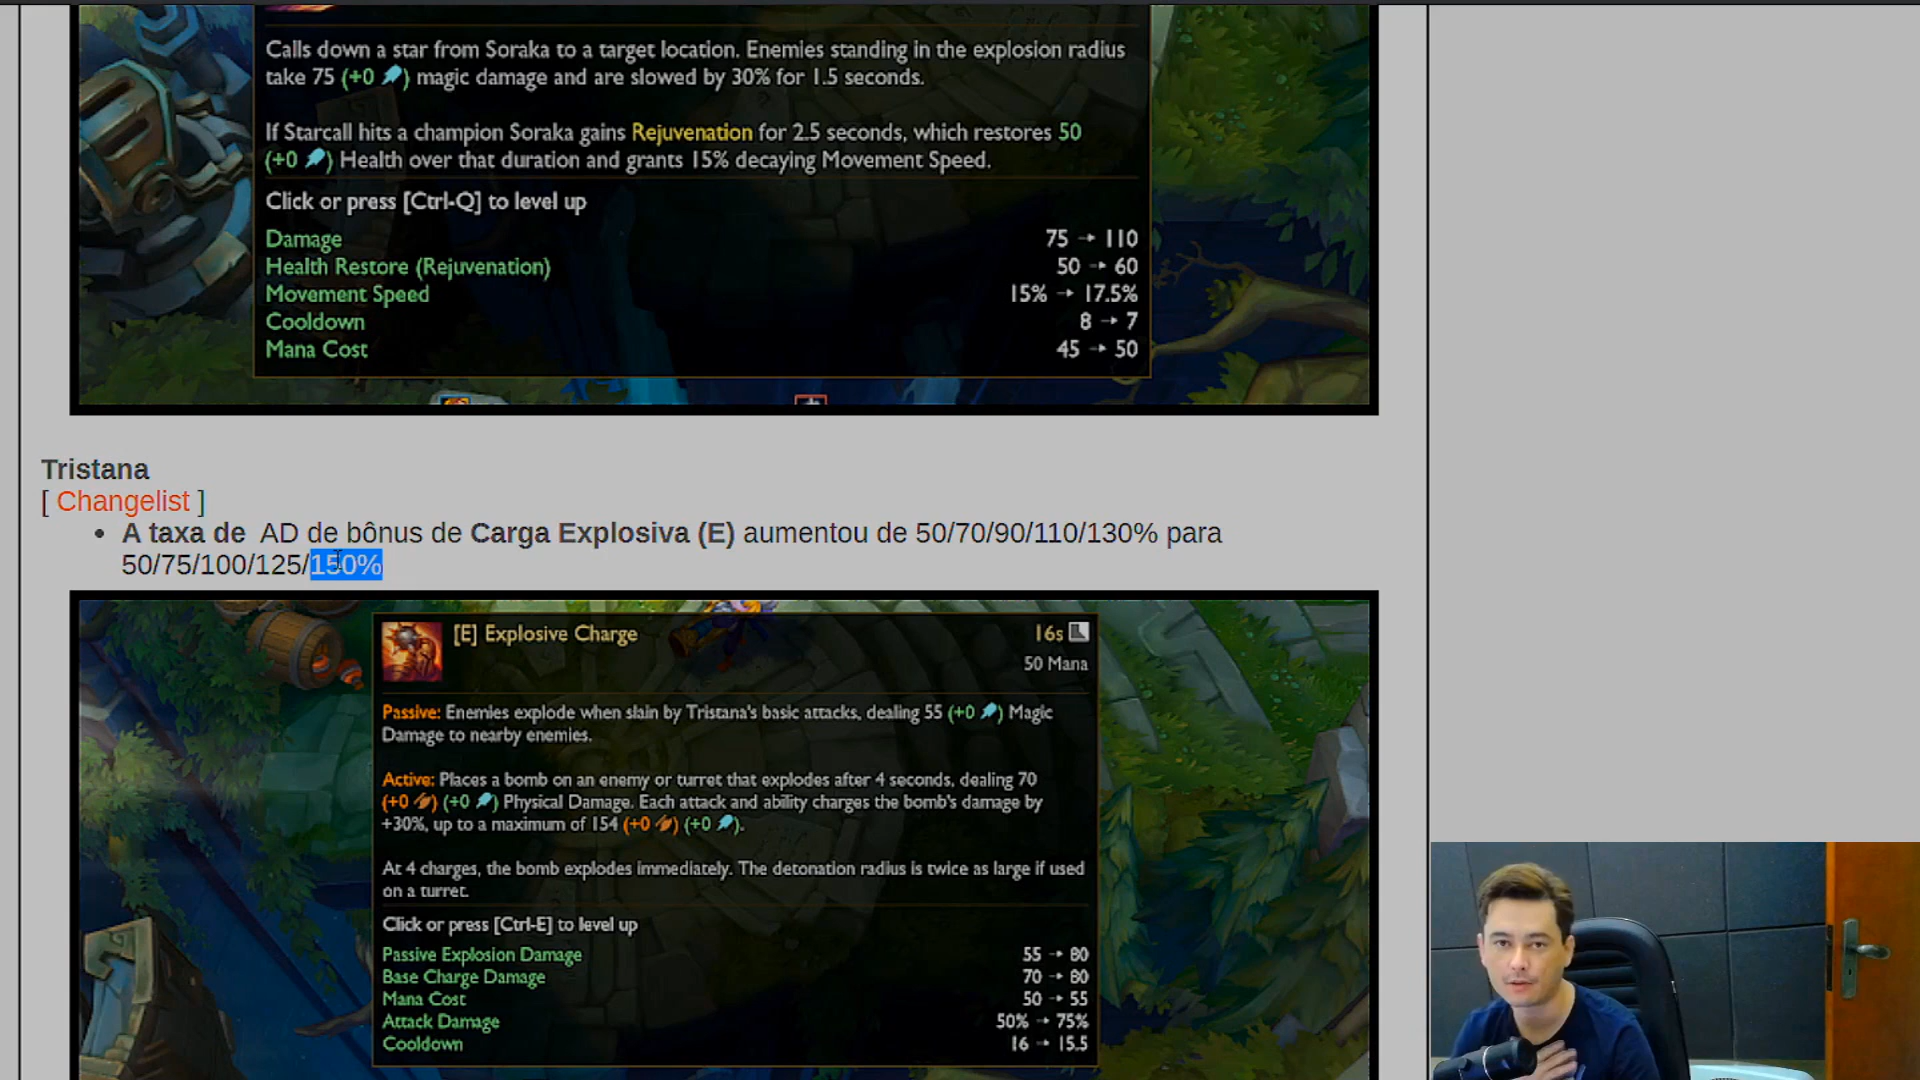 Calls down a star from Soraka to a target location. Enemies standing in the explosion radius
take 75 (+0 ) magic damage and are slowed by 30% for 1.5 seconds.
If Starcall hits a champion Soraka gains Rejuvenation for 2.5 seconds, which restores 50
(+0 ) Health over that duration and grants 15% decaying Movement Speed.
Click or press [Ctrl-Q] to level up
Damage 75 → 110
Health Restore (Rejuvenation) 50 → 60
Movement Speed 15% → 17.5%
Cooldown 8 → 7
Mana Cost 45 → 50
Tristana
[ Changelist ]
• A taxa de AD de bônus de Carga Explosiva (E) aumentou de 50/70/90/110/130% para
50/75/100/125/150%
[E] Explosive Charge 16s
50 Mana
Passive: Enemies explode when slain by Tristana's basic attacks, dealing 55 (+0 ) Magic
Damage to nearby enemies.
Active: Places a bomb on an enemy or turret that explodes after 4 seconds, dealing 70
(+0 ) (+0 ) Physical Damage. Each attack and ability charges the bomb's damage by
+30%, up to a maximum of 154 (+0 ) (+0 ).
At 4 charges, the bomb explodes immediately. The detonation radius is twice as large if used
on a turret.
Click or press [Ctrl-E] to level up
Passive Explosion Damage 55 → 80
Base Charge Damage 70 → 80
Mana Cost 50 → 55
Attack Damage 50% → 75%
Cooldown 16 → 15.5